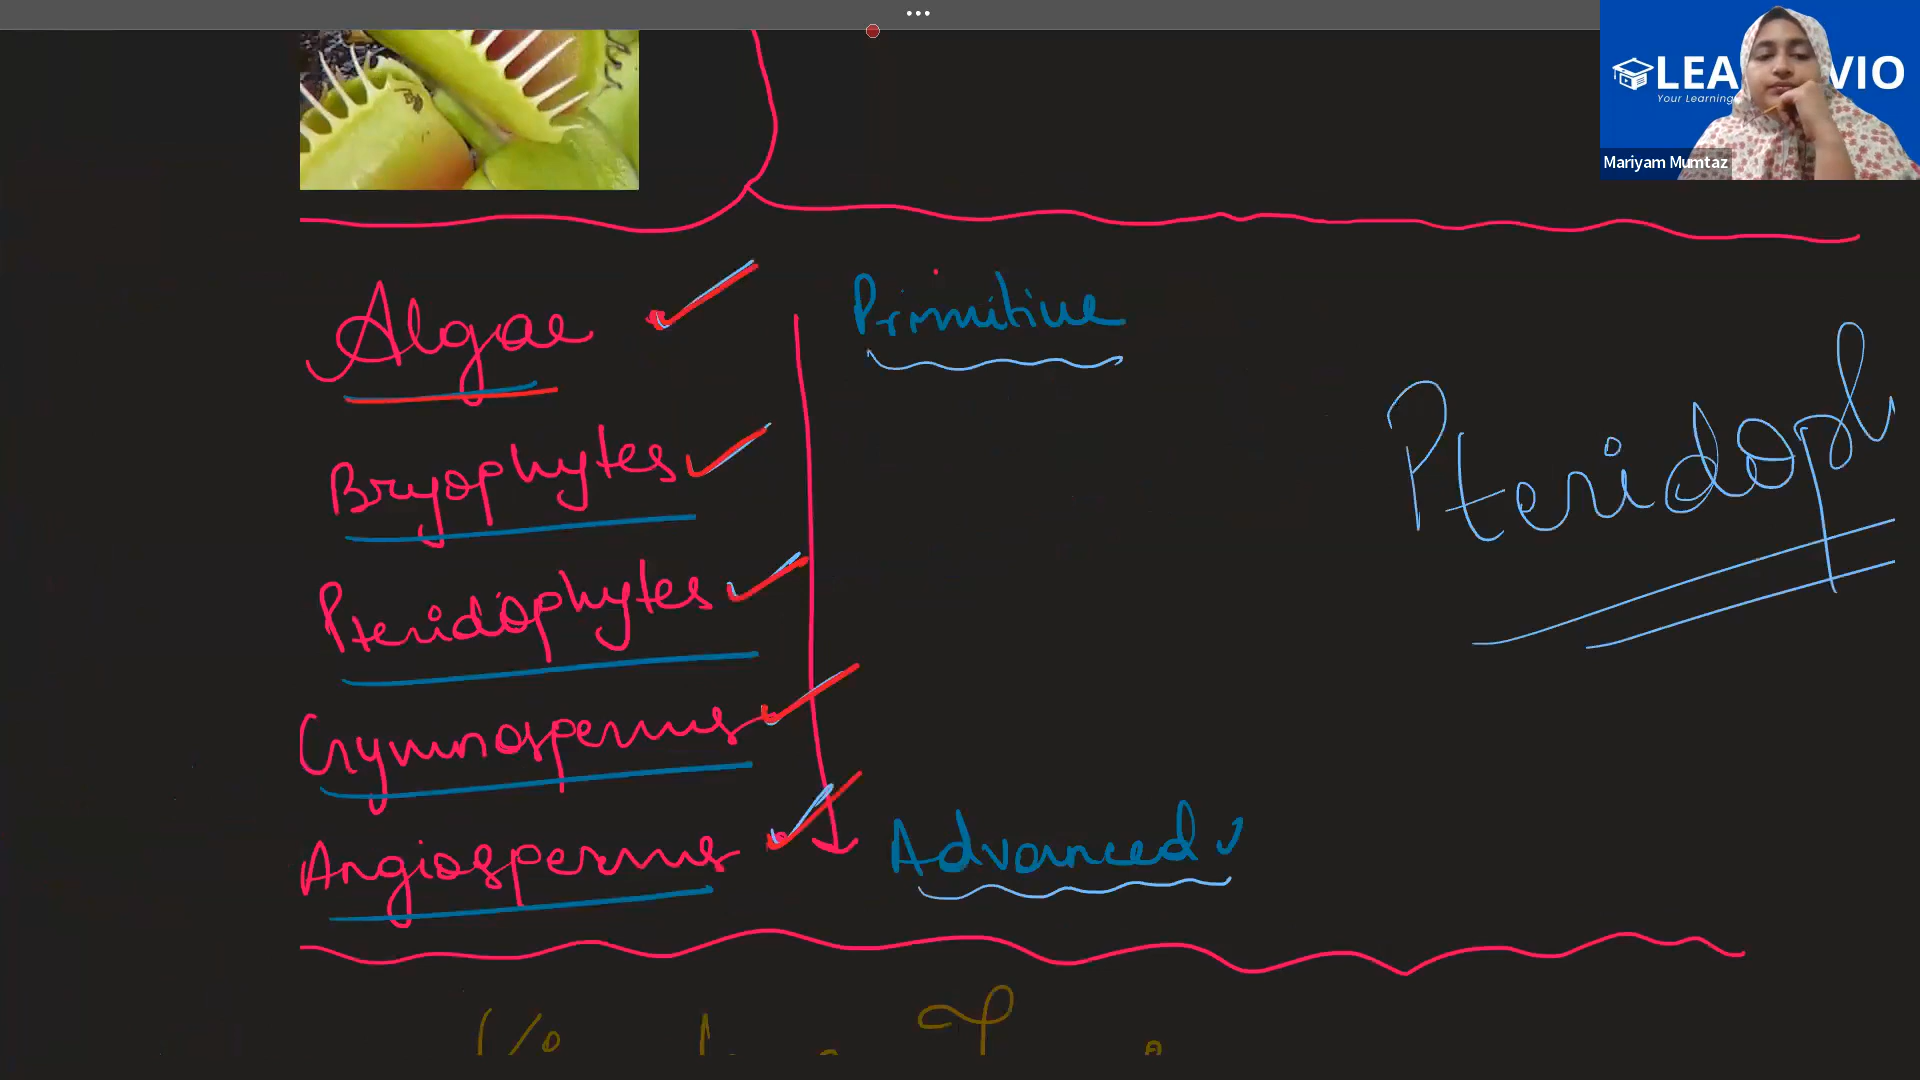 LEA VIO
Your Learning
Mariyam Mumtaz
Algae
Primitive
Bryophytes
Pteridoph
Pteridophytes
Gymnosperms
Angiosperms
Advanced